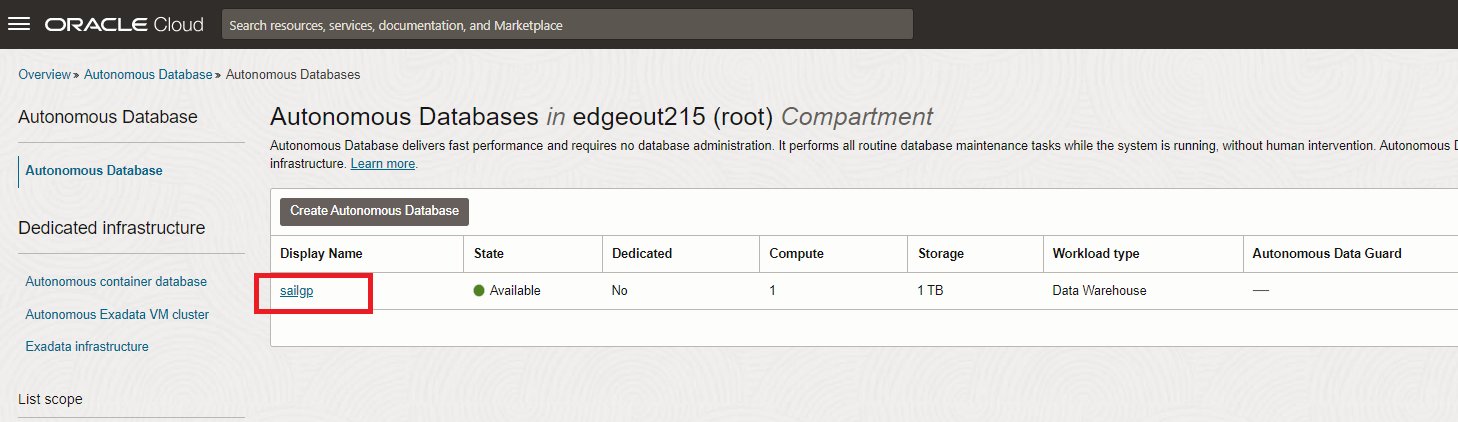 ORACLE Cloud
Search resources, services, documentation, and Marketplace
Overview » Autonomous Database » Autonomous Databases
Autonomous Database
Autonomous Database
Dedicated infrastructure
Autonomous container database
Autonomous Exadata VM cluster
Exadata infrastructure
List scope
Autonomous Databases in edgeout215 (root) Compartment
Autonomous Database delivers fast performance and requires no database administration. It performs all routine database maintenance tasks while the system is running, without human intervention. Autonomous
infrastructure. Learn more.
Create Autonomous Database
Display Name State Dedicated Compute Storage Workload type Autonomous Data Guard
sailgp Available No 1 1 TB Data Warehouse —